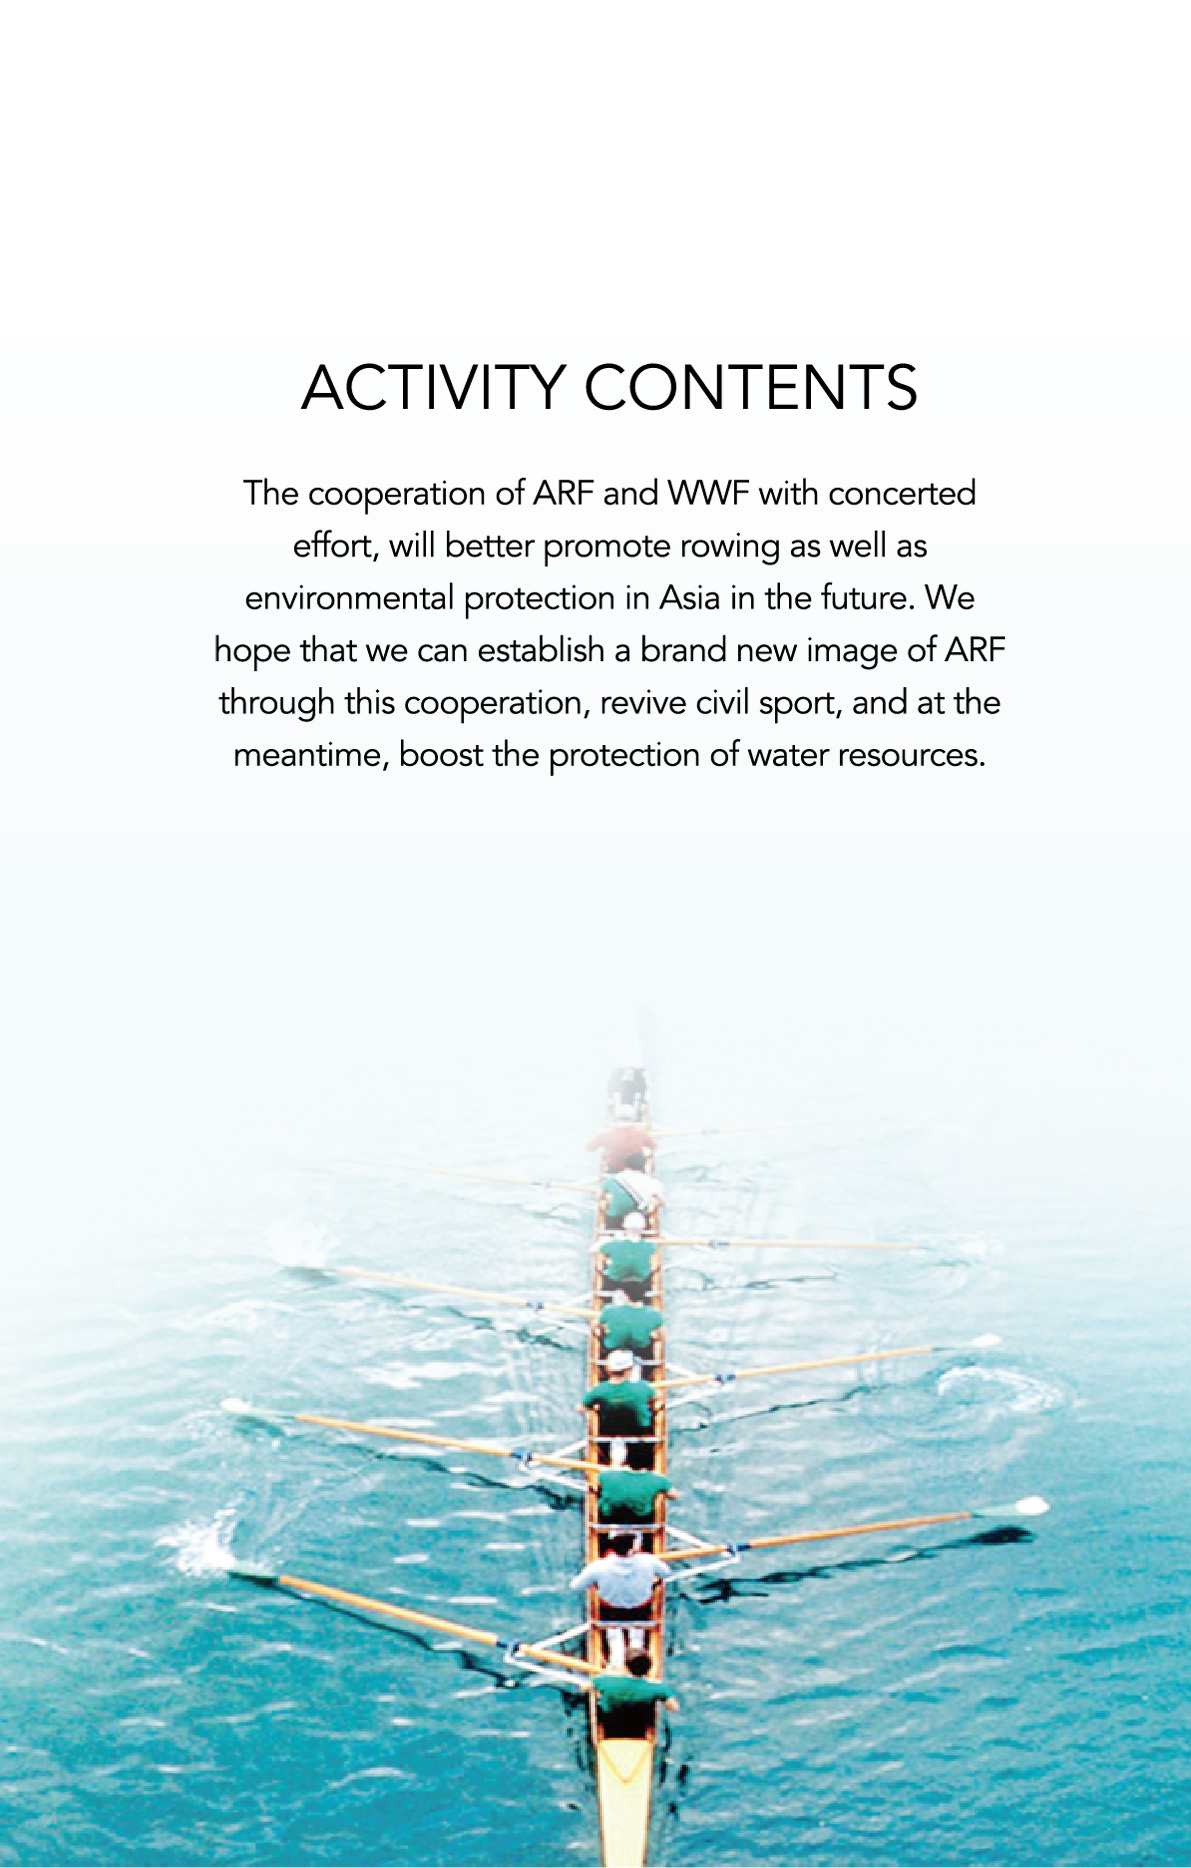 ACTIVITY CONTENTS
The cooperation of ARF and WWF with concerted
effort, will better promote rowing as well as
environmental protection in Asia in the future. We
hope that we can establish a brand new image of ARF
through this cooperation, revive civil sport, and at the
meantime, boost the protection of water resources.